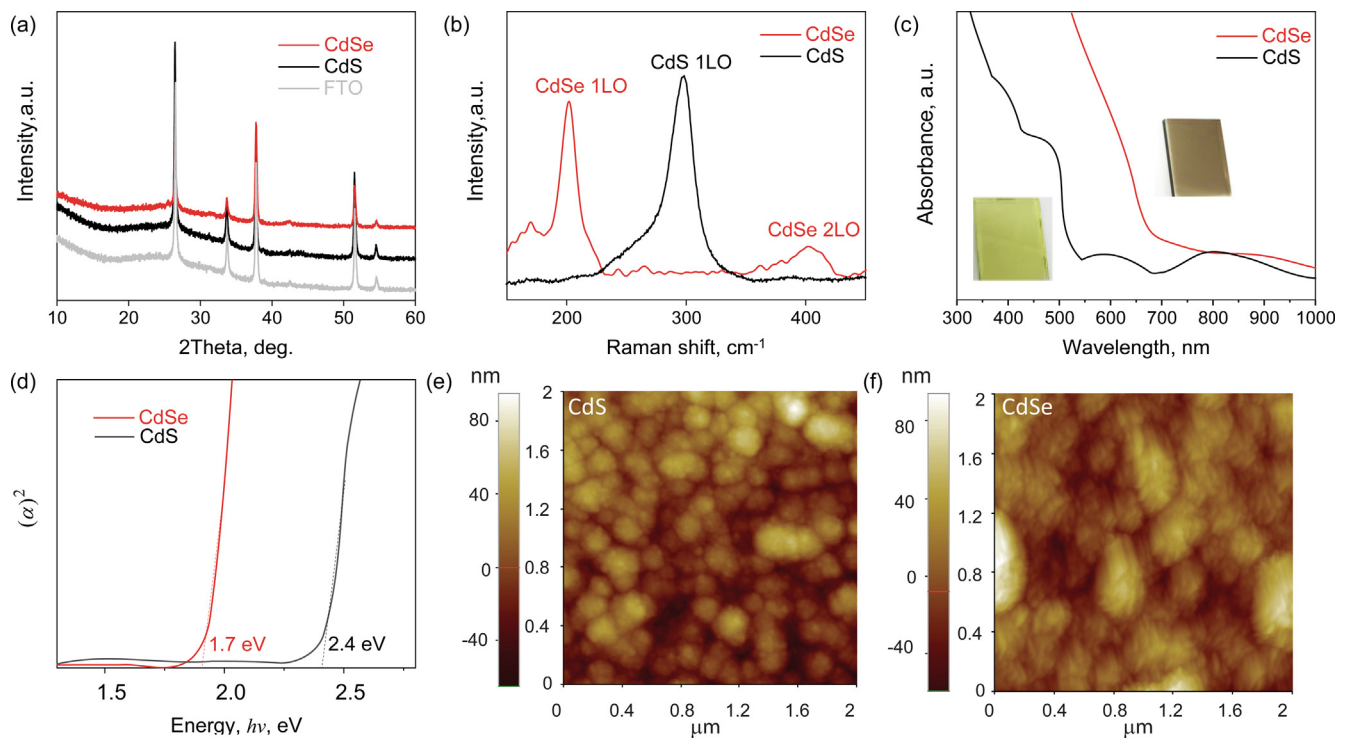 (a)
CdSe
CdS
FTO
Intensity,a.u.
10 20 30 40 50 60
2Theta, deg.
(b)
CdSe
CdS
CdSe 1LO
CdS 1LO
CdSe 2LO
Intensity, a.u.
200 300 400
Raman shift, cm⁻¹
(c)
CdSe
CdS
Absorbance, a.u.
300 400 500 600 700 800 900 1000
Wavelength, nm
(d)
CdSe
CdS
(α)²
1.7 eV
2.4 eV
1.5 2.0 2.5
Energy, hν, eV
(e)
nm
80
40
0
-40
CdS
2
1.6
1.2
0.8
0.4
0
0 0.4 0.8 1.2 1.6 2
μm
(f)
nm
80
40
0
-40
CdSe
2
1.6
1.2
0.8
0.4
0
0 0.4 0.8 1.2 1.6 2
μm